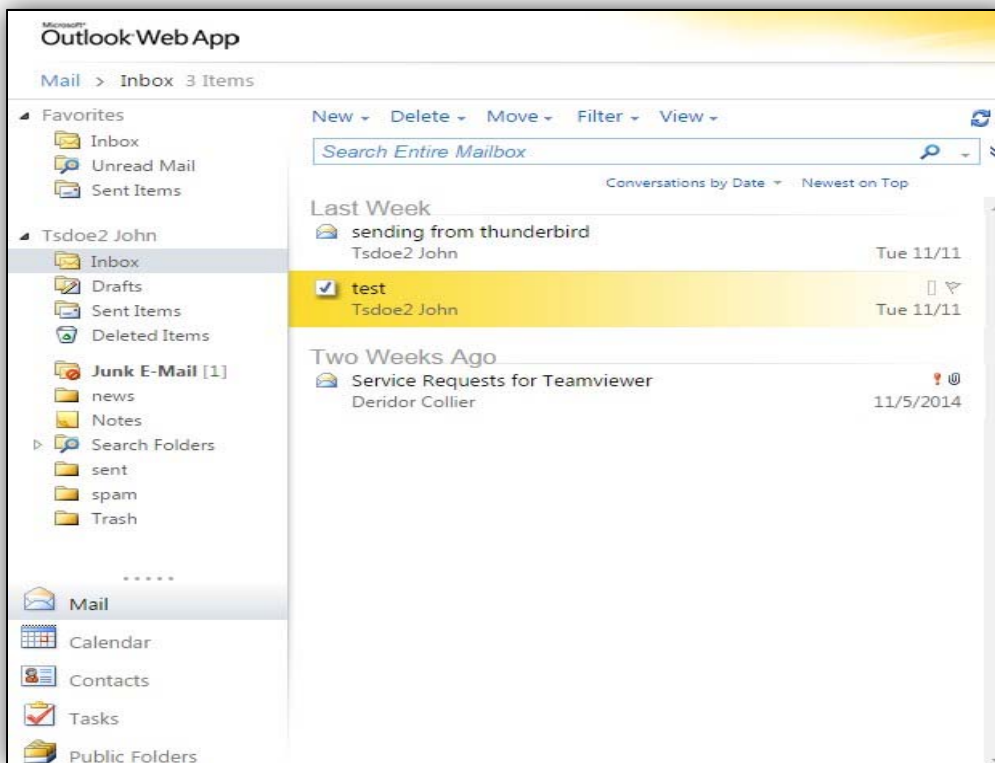 Microsoft®
Outlook Web App
Mail > Inbox 3 Items
Favorites
Inbox
Unread Mail
Sent Items
Tsdoe2 John
Inbox
Drafts
Sent Items
Deleted Items
Junk E-Mail [1]
news
Notes
Search Folders
sent
spam
Trash
Mail
Calendar
Contacts
Tasks
Public Folders
New Delete Move Filter View
Search Entire Mailbox
Conversations by Date Newest on Top
Last Week
sending from thunderbird
Tsdoe2 John Tue 11/11
test
Tsdoe2 John Tue 11/11
Two Weeks Ago
Service Requests for Teamviewer
Deridor Collier 11/5/2014